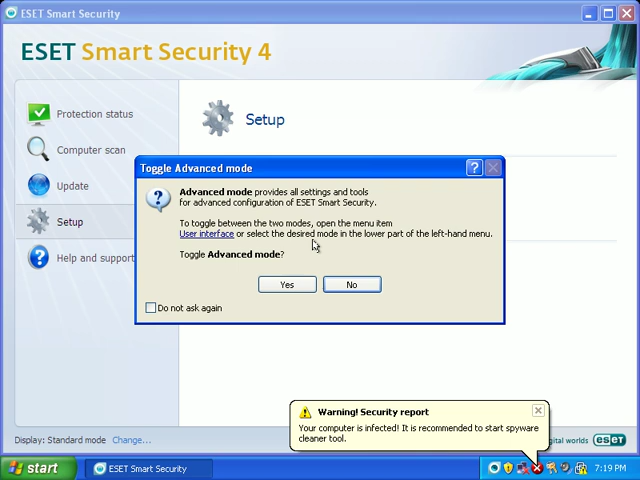 ESET Smart Security
ESET Smart Security 4
Protection status
Computer scan
Update
Setup
Help and support
Setup
Toggle Advanced mode
Advanced mode provides all settings and tools
for advanced configuration of ESET Smart Security.
To toggle between the two modes, open the menu item
User interface or select the desired mode in the lower part of the left-hand menu.
Toggle Advanced mode?
Yes
No
Do not ask again
Warning! Security report
Your computer is infected! It is recommended to start spyware
cleaner tool.
Display: Standard mode Change...
digital worlds eset
start
ESET Smart Security
7:19 PM